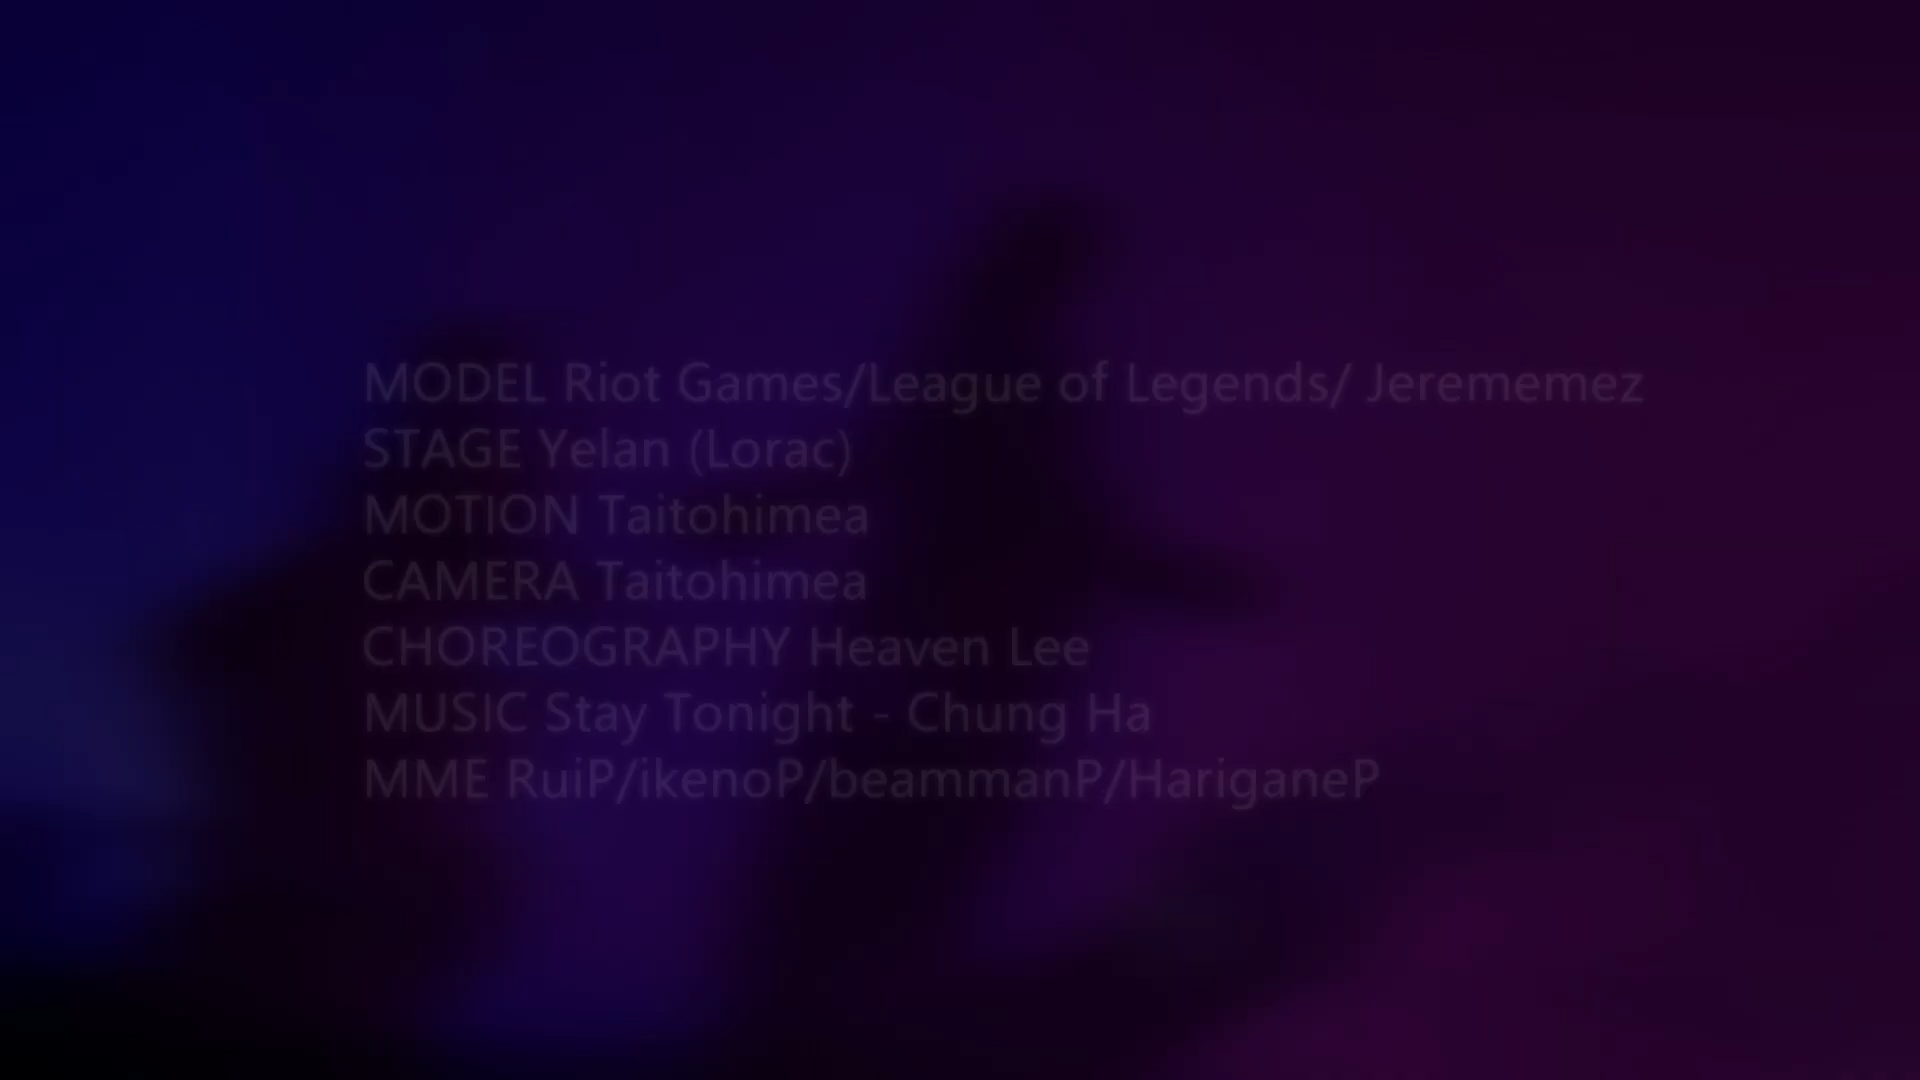 MODEL Riot Games/League of Legends/ Jerememez
STAGE Yelan (Lorac)
MOTION Taitohimea
CAMERA Taitohimea
CHOREOGRAPHY Heaven Lee
MUSIC Stay Tonight - Chung Ha
MME RuiP/ikenoP/beammanP/HariganeP